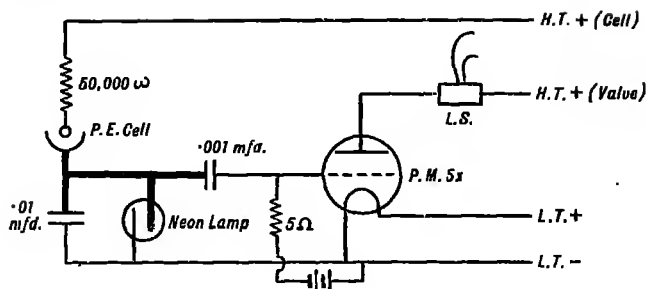 H.T. + (Cell)
50,000 ω
H.T. + (Valve)
L.S.
P.E. Cell
·001 mfd.
P.M. 5x
·01
mfd.
Neon Lamp
5Ω
L.T. +
L.T. -